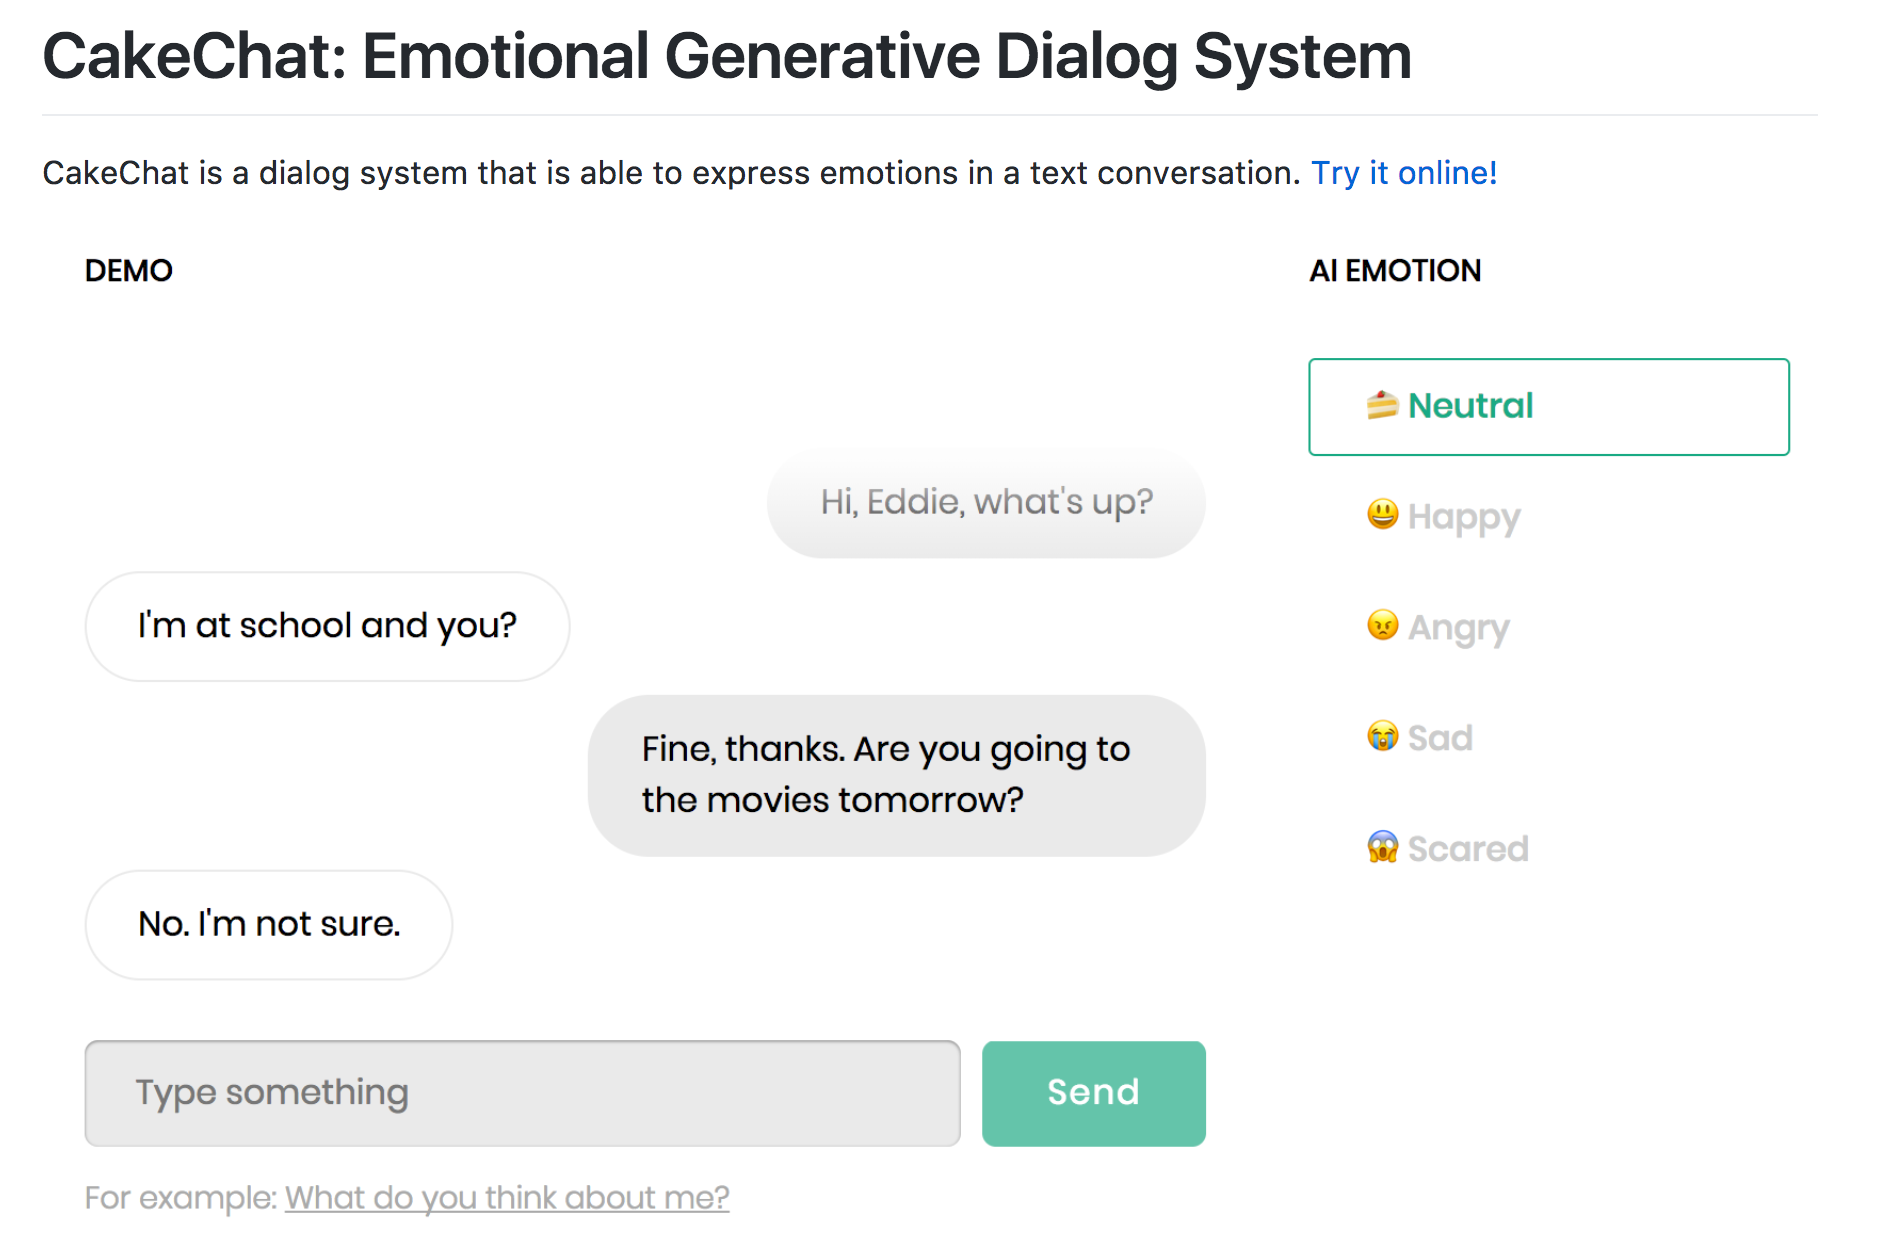 CakeChat: Emotional Generative Dialog System
CakeChat is a dialog system that is able to express emotions in a text conversation. Try it online!
DEMO
Hi, Eddie, what's up?
I'm at school and you?
Fine, thanks. Are you going to
the movies tomorrow?
No. I'm not sure.
Type something
Send
For example: What do you think about me?
AI EMOTION
Neutral
Happy
Angry
Sad
Scared